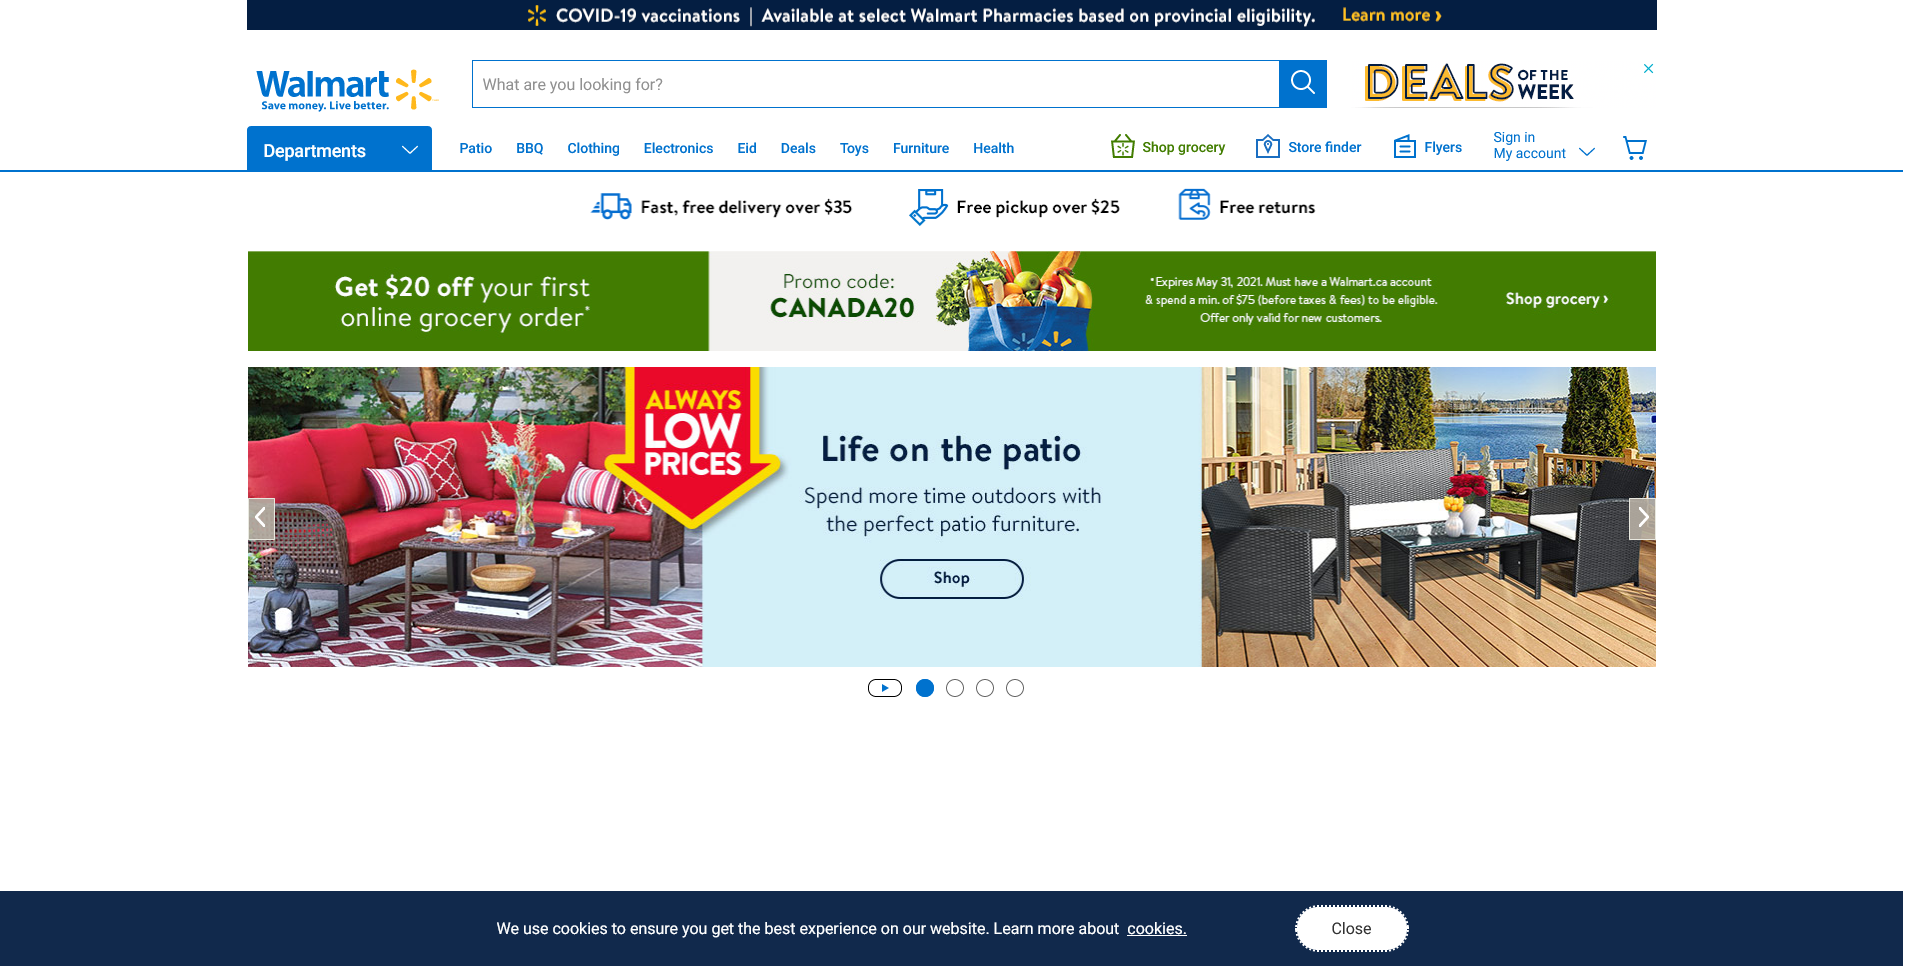 COVID-19 vaccinations | Available at select Walmart Pharmacies based on provincial eligibility. Learn more ›
Walmart
Save money. Live better.
What are you looking for?
DEALS OF THE WEEK
Departments
Patio
BBQ
Clothing
Electronics
Eid
Deals
Toys
Furniture
Health
Shop grocery
Store finder
Flyers
Sign in
My account
Fast, free delivery over $35
Free pickup over $25
Free returns
Get $20 off your first
online grocery order*
Promo code:
CANADA20
*Expires May 31, 2021. Must have a Walmart.ca account
& spend a min. of $75 (before taxes & fees) to be eligible.
Offer only valid for new customers.
Shop grocery ›
ALWAYS
LOW
PRICES
Life on the patio
Spend more time outdoors with
the perfect patio furniture.
Shop
We use cookies to ensure you get the best experience on our website. Learn more about cookies.
Close